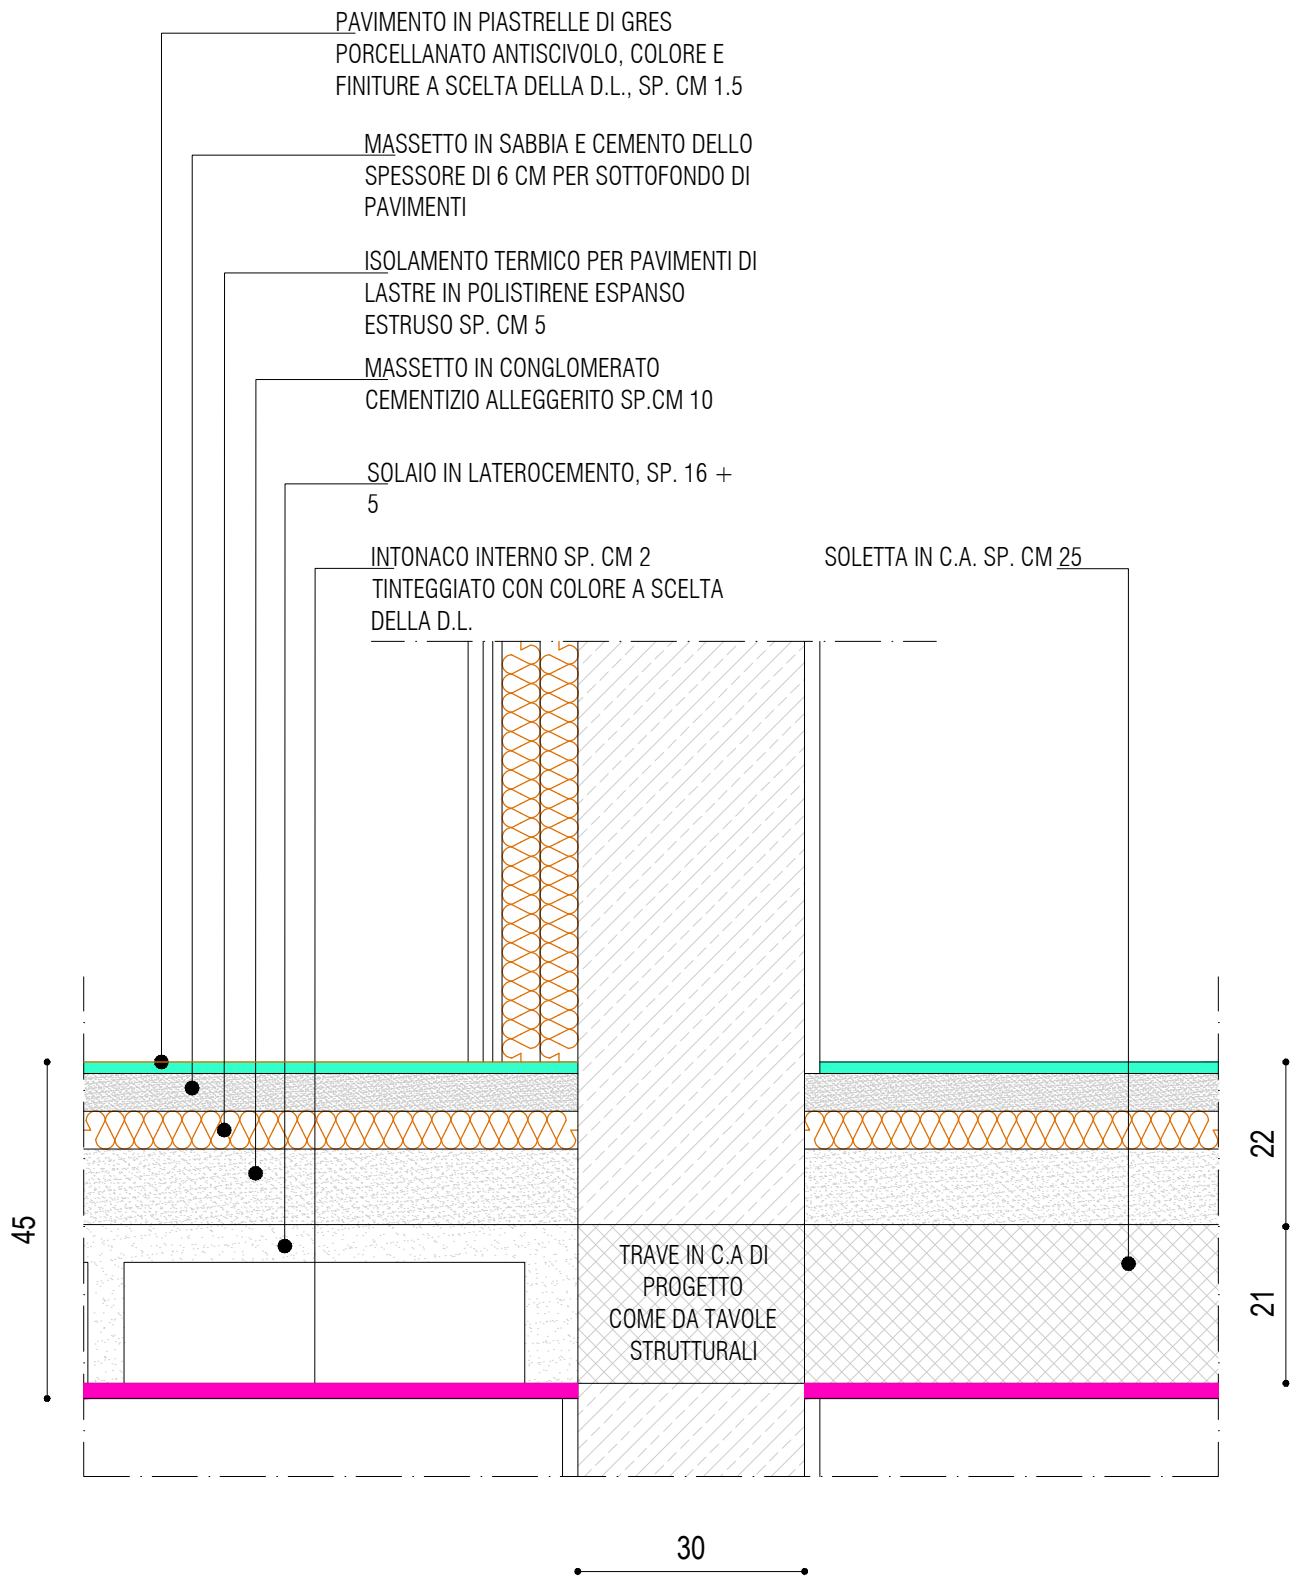 PAVIMENTO IN PIASTRELLE DI GRES
PORCELLANATO ANTISCIVOLO, COLORE E
FINITURE A SCELTA DELLA D.L., SP. CM 1.5
MASSETTO IN SABBIA E CEMENTO DELLO
SPESSORE DI 6 CM PER SOTTOFONDO DI
PAVIMENTI
ISOLAMENTO TERMICO PER PAVIMENTI DI
LASTRE IN POLISTIRENE ESPANSO
ESTRUSO SP. CM 5
MASSETTO IN CONGLOMERATO
CEMENTIZIO ALLEGGERITO SP.CM 10
SOLAIO IN LATEROCEMENTO, SP. 16 +
5
INTONACO INTERNO SP. CM 2
TINTEGGIATO CON COLORE A SCELTA
DELLA D.L.
SOLETTA IN C.A. SP. CM 25
45
22
21
TRAVE IN C.A DI
PROGETTO
COME DA TAVOLE
STRUTTURALI
30